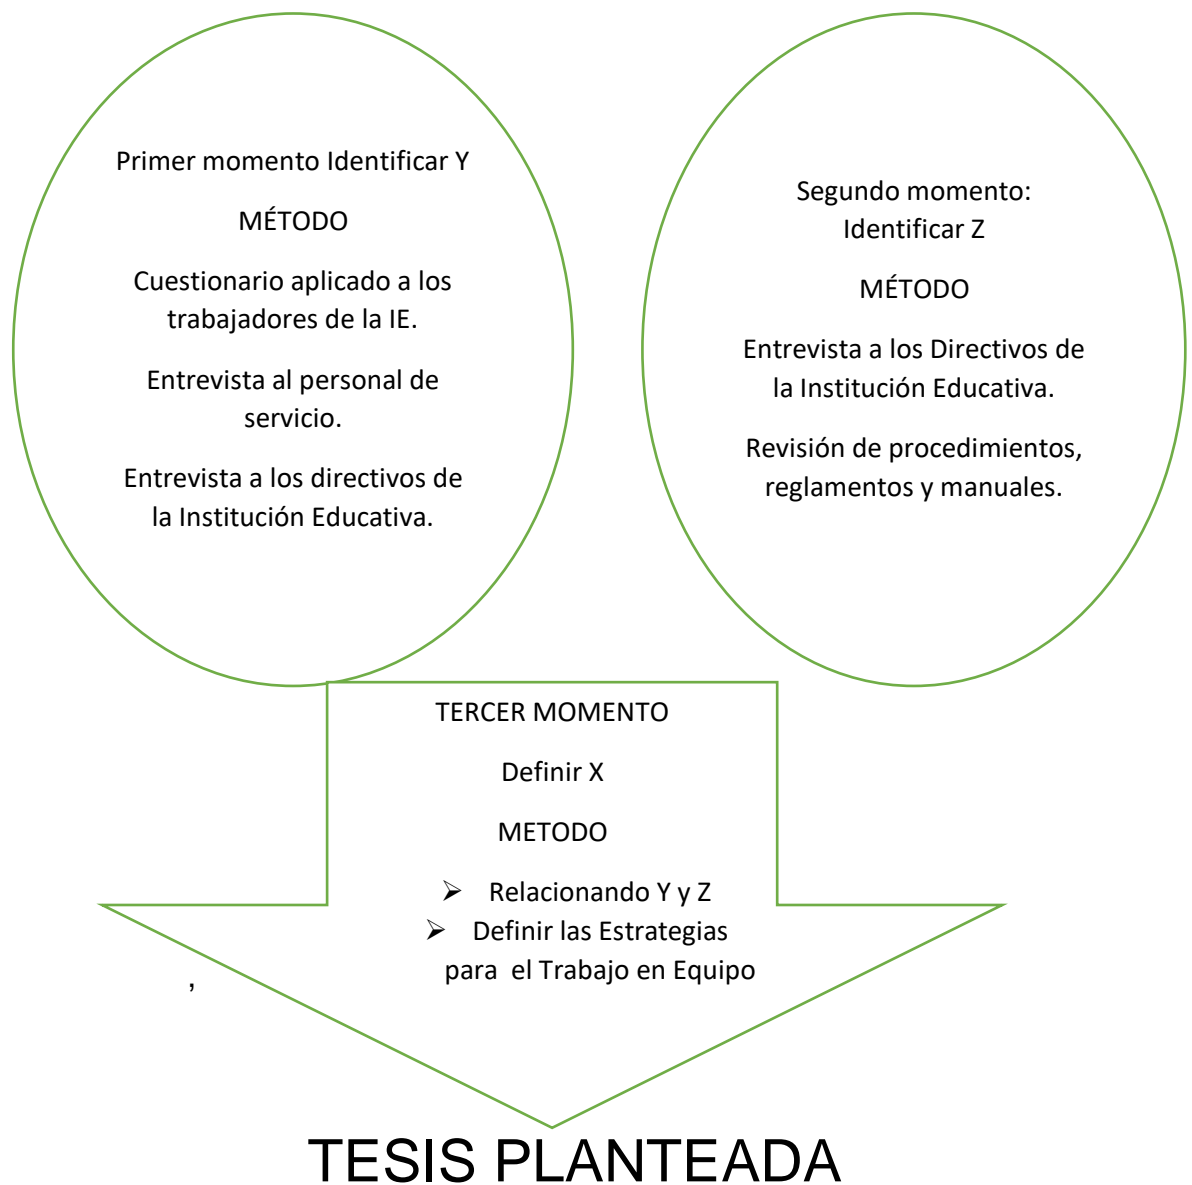 Primer momento Identificar Y
MÉTODO
Cuestionario aplicado a los
trabajadores de la IE.
Entrevista al personal de
servicio.
Entrevista a los directivos de
la Institución Educativa.
Segundo momento:
Identificar Z
MÉTODO
Entrevista a los Directivos de
la Institución Educativa.
Revisión de procedimientos,
reglamentos y manuales.
TERCER MOMENTO
Definir X
METODO
➢ Relacionando Y y Z
➢ Definir las Estrategias
para el Trabajo en Equipo
,
TESIS PLANTEADA